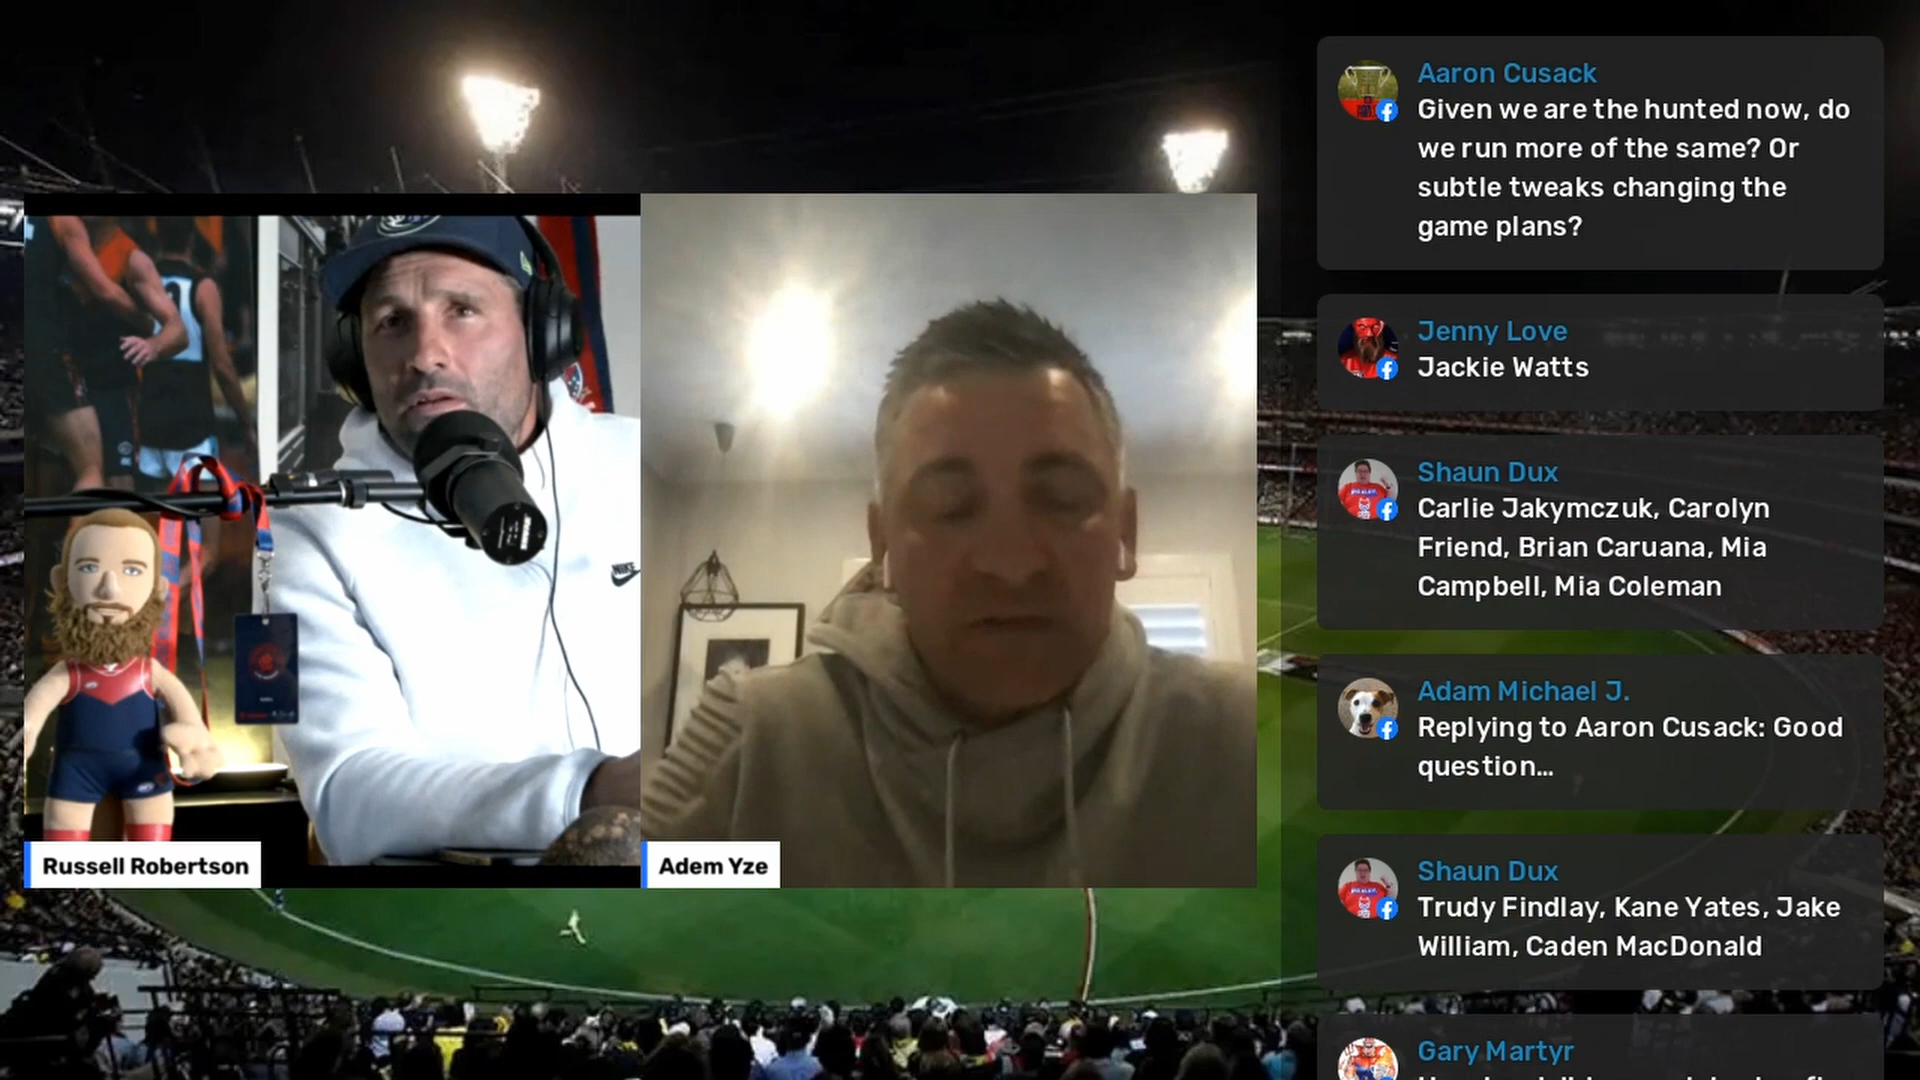 Aaron Cusack
Given we are the hunted now, do
we run more of the same? Or
subtle tweaks changing the
game plans?
Jenny Love
Jackie Watts
Shaun Dux
Carlie Jakymczuk, Carolyn
Friend, Brian Caruana, Mia
Campbell, Mia Coleman
Adam Michael J.
Replying to Aaron Cusack: Good
question...
Shaun Dux
Trudy Findlay, Kane Yates, Jake
William, Caden MacDonald
Gary Martyr
NIKE
Russell Robertson
Adem Yze